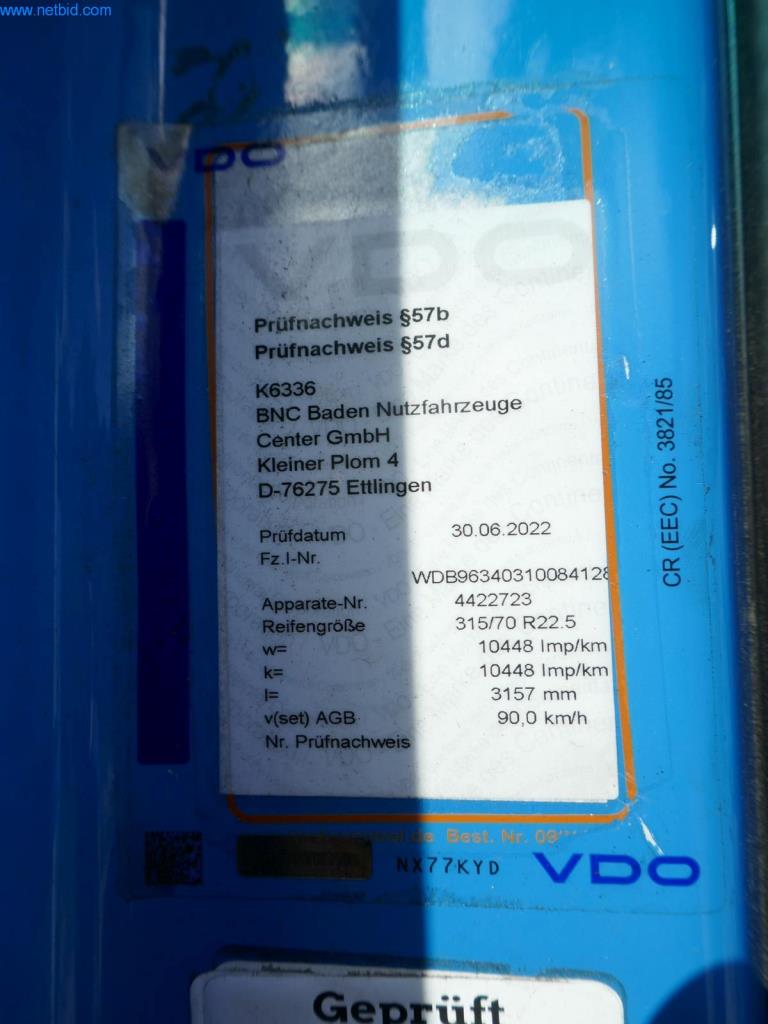 www.netbid.com
VDO
VDO
Prüfnachweis §57b
Prüfnachweis §57d
K6336
BNC Baden Nutzfahrzeuge
Center GmbH
Kleiner Plom 4
D-76275 Ettlingen
Prüfdatum 30.06.2022
Fz.I-Nr.
WDB96340310084128
Apparate-Nr. 4422723
Reifengröße 315/70 R22.5
w= 10448 Imp/km
k= 10448 Imp/km
l= 3157 mm
v(set) AGB 90,0 km/h
Nr. Prüfnachweis
CR (EEC) No. 3821/85
Best. Nr.
NX77KYD
VDO
Geprüft